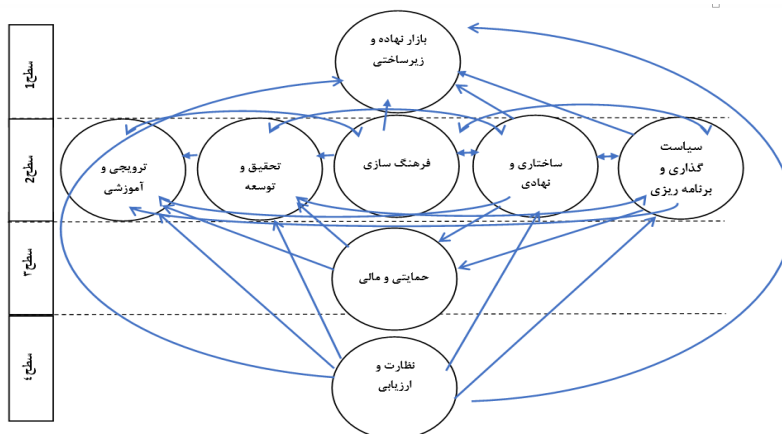 سطح1
بازار نهاده و
زیرساختی
سطح2
سیاست
گذاری و
برنامه ریزی
ساختاری و
نهادی
فرهنگ سازی
تحقیق و
توسعه
ترویجی و
آموزشی
سطح۳
حمایتی و مالی
سطح٤
نظارت و
ارزیابی